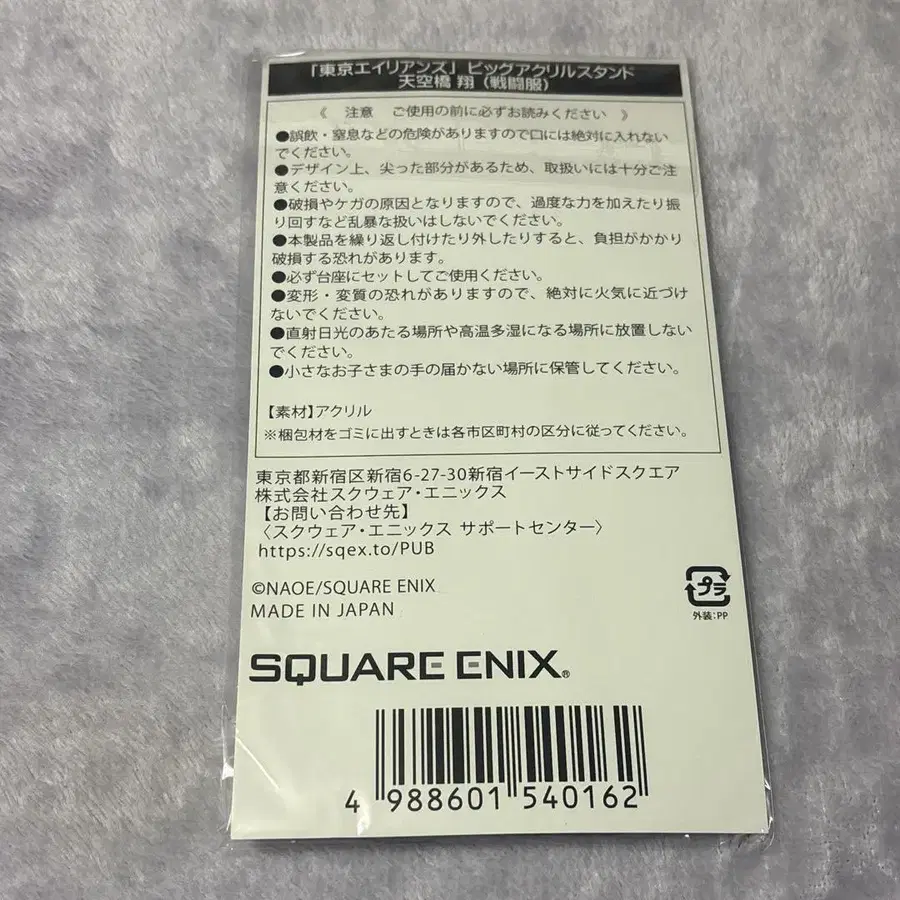 「東京エイリアンズ」ビッグアクリルスタンド
天空橋 翔（戦闘服）
《　注意　ご使用の前に必ずお読みください　》
●誤飲・窒息などの危険がありますので口には絶対に入れない
でください。
●デザイン上、尖った部分があるため、取扱いには十分ご注
意ください。
●破損やケガの原因となりますので、過度な力を加えたり振
り回すなど乱暴な扱いはしないでください。
●本製品を繰り返し付けたり外したりすると、負担がかかり
破損する恐れがあります。
●必ず台座にセットしてご使用ください。
●変形・変質の恐れがありますので、絶対に火気に近づけ
ないでください。
●直射日光のあたる場所や高温多湿になる場所に放置しない
でください。
●小さなお子さまの手の届かない場所に保管してください。
【素材】アクリル
※梱包材をゴミに出すときは各市区町村の区分に従ってください。
東京都新宿区新宿6-27-30新宿イーストサイドスクエア
株式会社スクウェア・エニックス
【お問い合わせ先】
〈スクウェア・エニックス サポートセンター〉
https://sqex.to/PUB
©NAOE/SQUARE ENIX
MADE IN JAPAN
プラ
外装:PP
SQUARE ENIX®
4 988601 540162